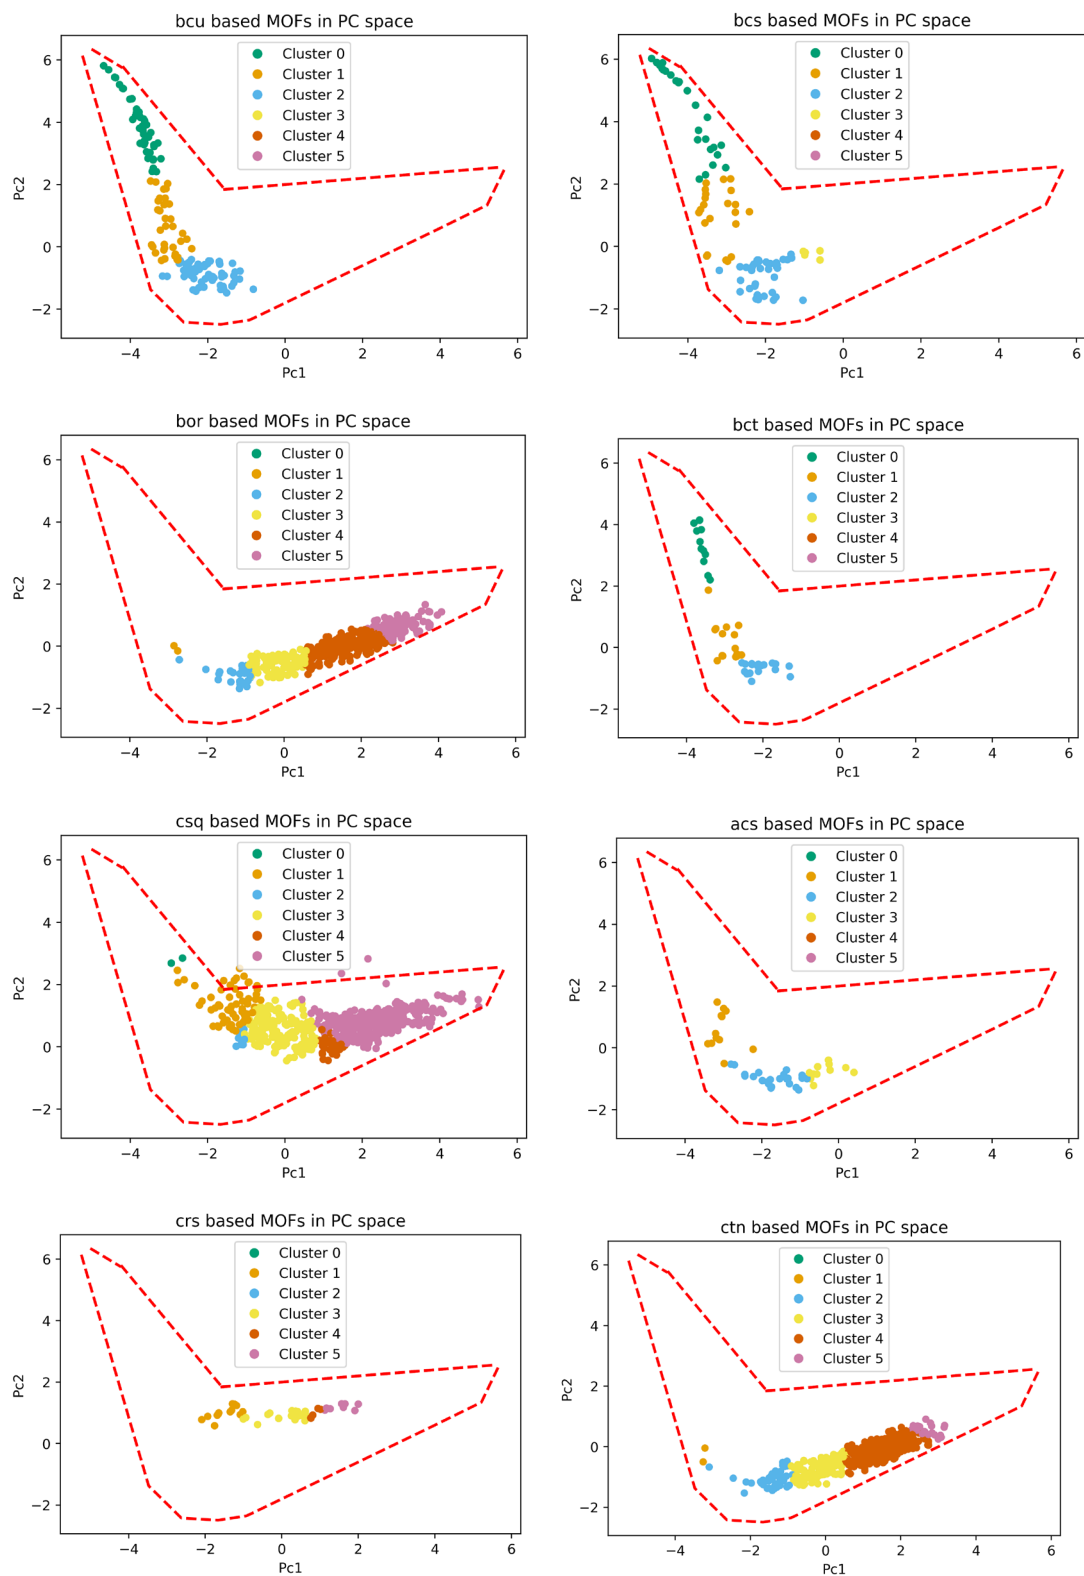 bcu based MOFs in PC space
Cluster 0
Cluster 1
Cluster 2
Cluster 3
Cluster 4
Cluster 5
6
4
2
0
−2
Pc2
−4
−2
0
2
4
6
Pc1
bcs based MOFs in PC space
Cluster 0
Cluster 1
Cluster 2
Cluster 3
Cluster 4
Cluster 5
6
4
2
0
−2
Pc2
−4
−2
0
2
4
6
Pc1
bor based MOFs in PC space
Cluster 0
Cluster 1
Cluster 2
Cluster 3
Cluster 4
Cluster 5
6
4
2
0
−2
Pc2
−4
−2
0
2
4
6
Pc1
bct based MOFs in PC space
Cluster 0
Cluster 1
Cluster 2
Cluster 3
Cluster 4
Cluster 5
6
4
2
0
−2
Pc2
−4
−2
0
2
4
6
Pc1
csq based MOFs in PC space
Cluster 0
Cluster 1
Cluster 2
Cluster 3
Cluster 4
Cluster 5
6
4
2
0
−2
Pc2
−4
−2
0
2
4
6
Pc1
acs based MOFs in PC space
Cluster 0
Cluster 1
Cluster 2
Cluster 3
Cluster 4
Cluster 5
6
4
2
0
−2
Pc2
−4
−2
0
2
4
6
Pc1
crs based MOFs in PC space
Cluster 0
Cluster 1
Cluster 2
Cluster 3
Cluster 4
Cluster 5
6
4
2
0
−2
Pc2
−4
−2
0
2
4
6
Pc1
ctn based MOFs in PC space
Cluster 0
Cluster 1
Cluster 2
Cluster 3
Cluster 4
Cluster 5
6
4
2
0
−2
Pc2
−4
−2
0
2
4
6
Pc1